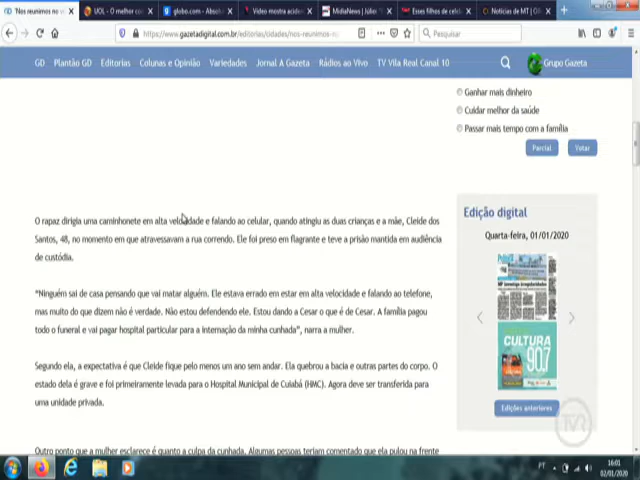 "Nos reunimos no v
UOL - O melhor co
globo.com - Absolu
Vídeo mostra acide
MidiaNews | Júlier
Esses filhos de celel
Notícias de MT | Ol
https://www.gazetadigital.com.br/editorias/cidades/nos-reunimos-n
Pesquisar
GD Plantão GD Editorias Colunas e Opinião Variedades Jornal A Gazeta Rádios ao Vivo TV Vila Real Canal 10
Grupo Gazeta
Ganhar mais dinheiro
Cuidar melhor da saúde
Passar mais tempo com a família
Parcial Votar
O rapaz dirigia uma caminhonete em alta velocidade e falando ao celular, quando atingiu as duas crianças e a mãe, Cleide dos
Santos, 48, no momento em que atravessavam a rua correndo. Ele foi preso em flagrante e teve a prisão mantida em audiência
de custódia.
"Ninguém sai de casa pensando que vai matar alguém. Ele estava errado em estar em alta velocidade e falando ao telefone,
mas muito do que dizem não é verdade. Não estou defendendo ele. Estou dando a Cesar o que é de Cesar. A família pagou
todo o funeral e vai pagar hospital particular para a internação da minha cunhada", narra a mulher.
Segundo ela, a expectativa é que Cleide fique pelo menos um ano sem andar. Ela quebrou a bacia e outras partes do corpo. O
estado dela é grave e foi primeiramente levada para o Hospital Municipal de Cuiabá (HMC). Agora deve ser transferida para
uma unidade privada.
Outro ponto que a mulher esclarece é quanto a culpa da cunhada. Algumas pessoas teriam comentado que ela pulou na frente
Edição digital
Quarta-feira, 01/01/2020
CULTURA
90.7
Edições anteriores
TVR
PT
16:01
02/01/2020